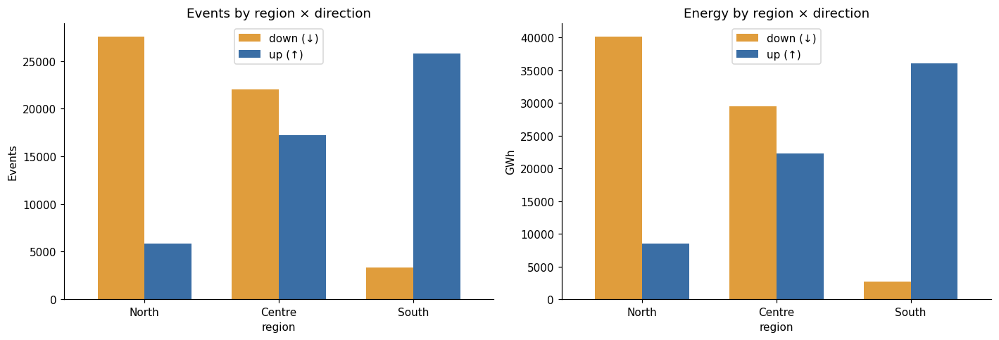 Events by region × direction
down (↓)
up (↑)
Events
25000
20000
15000
10000
5000
0
North
Centre
South
region
Energy by region × direction
down (↓)
up (↑)
GWh
40000
35000
30000
25000
20000
15000
10000
5000
0
North
Centre
South
region